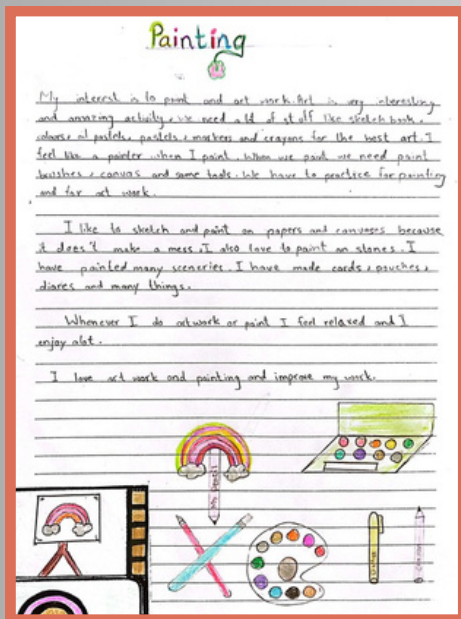 Painting
My interest is to paint and art work. Art is very interesting
and amazing activity, we need a lot of stuff like sketch book,
colours, oil pastels, pastels, markers and crayons for the best art. I
feel like a painter when I paint. When we paint we need paint
brushes, canvas and some tools. We have to practice for painting
and for art work.
I like to sketch and paint on papers and canvases because
it does't make a mess. I also love to paint on stones. I
have painted many sceneries. I have made cards, pouches,
diares and many things.
Whenever I do artwork or paint I feel relaxed and I
enjoy alot.
I love art work and painting and improve my work.
My Pencil